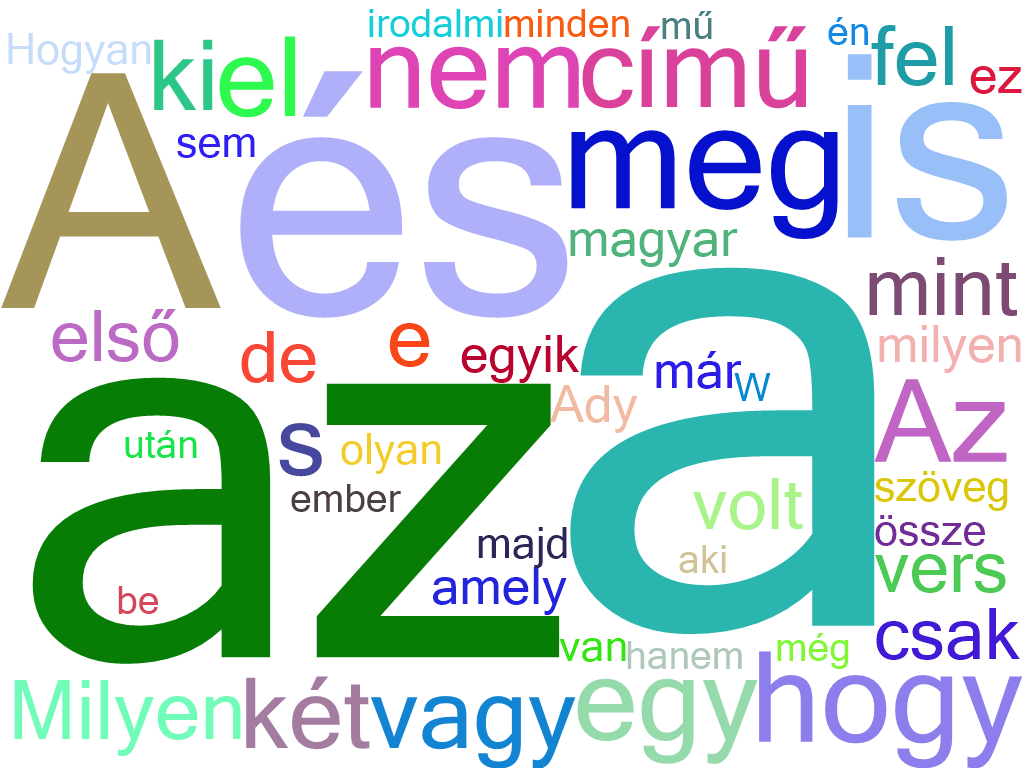 Hogyan ki el irodalmi minden mű én fel ez
nem című
sem
A és meg is
magyar
mint
első de e egyik már milyen
W
Ady Az
az a
után s olyan
ember volt szöveg
majd aki össze
be amely vers
van hanem még csak
Milyen két vagy egy hogy